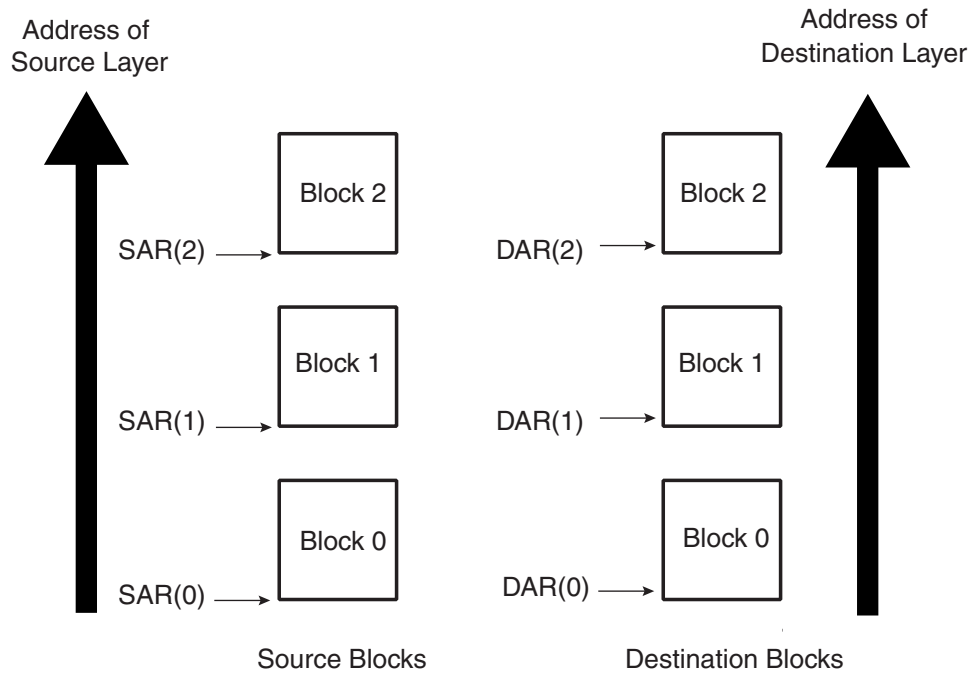 Address of
Source Layer
Address of
Destination Layer
Block 2
Block 2
SAR(2)
DAR(2)
Block 1
Block 1
SAR(1)
DAR(1)
Block 0
Block 0
SAR(0)
DAR(0)
Source Blocks
Destination Blocks